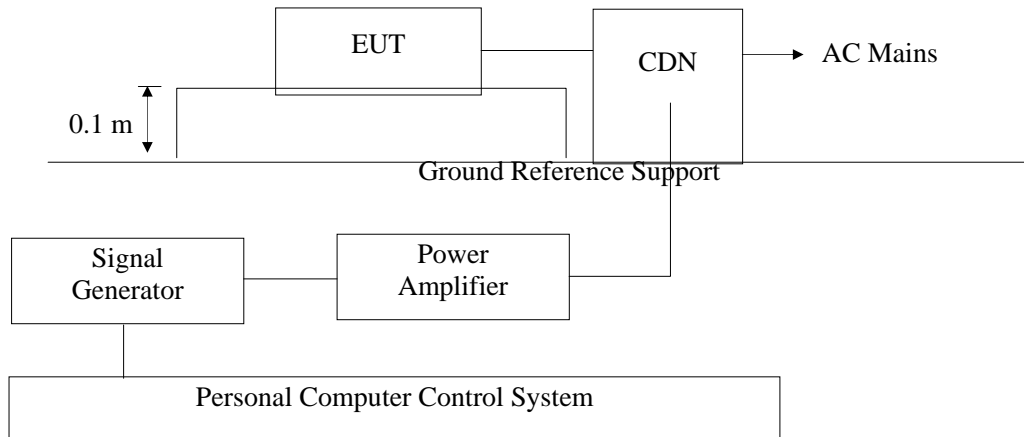 EUT
CDN
AC Mains
0.1 m
Ground Reference Support
Signal
Generator
Power
Amplifier
Personal Computer Control System